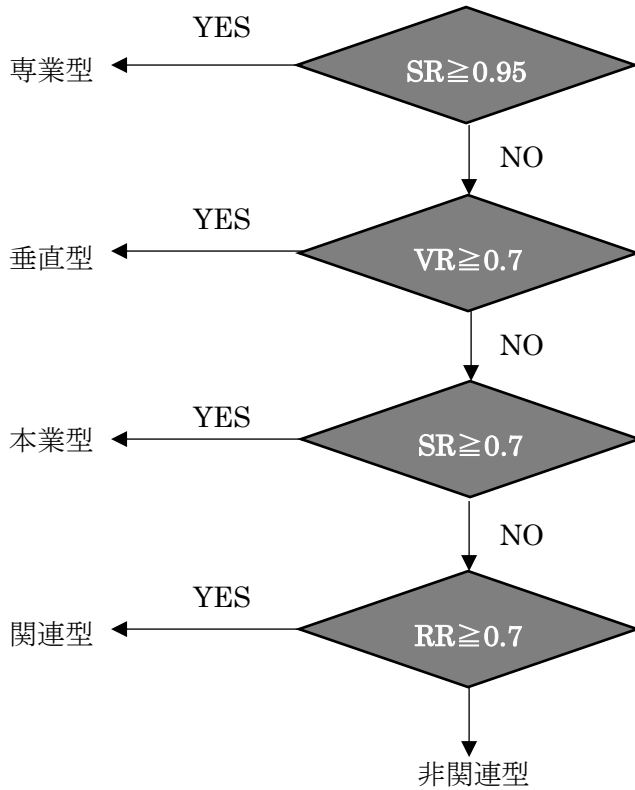 YES
専業型
SR≧0.95
NO
YES
垂直型
VR≧0.7
NO
YES
本業型
SR≧0.7
NO
YES
関連型
RR≧0.7
非関連型